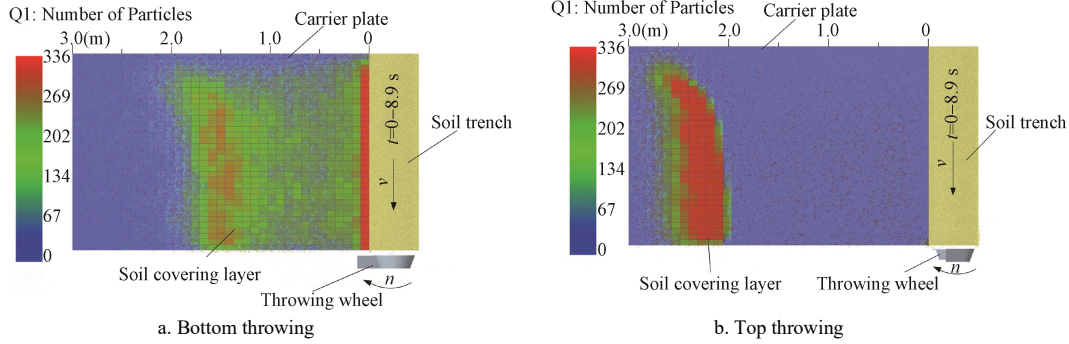 Q1: Number of Particles
Carrier plate
3.0(m) 2.0 1.0 0
336
269
202
134
67
0
t=0−8.9 s
v
Soil trench
Soil covering layer
n
Throwing wheel
a. Bottom throwing
Q1: Number of Particles
Carrier plate
3.0(m) 2.0 1.0 0
336
269
202
134
67
0
t=0−8.9 s
v
Soil trench
Soil covering layer
n
Throwing wheel
b. Top throwing